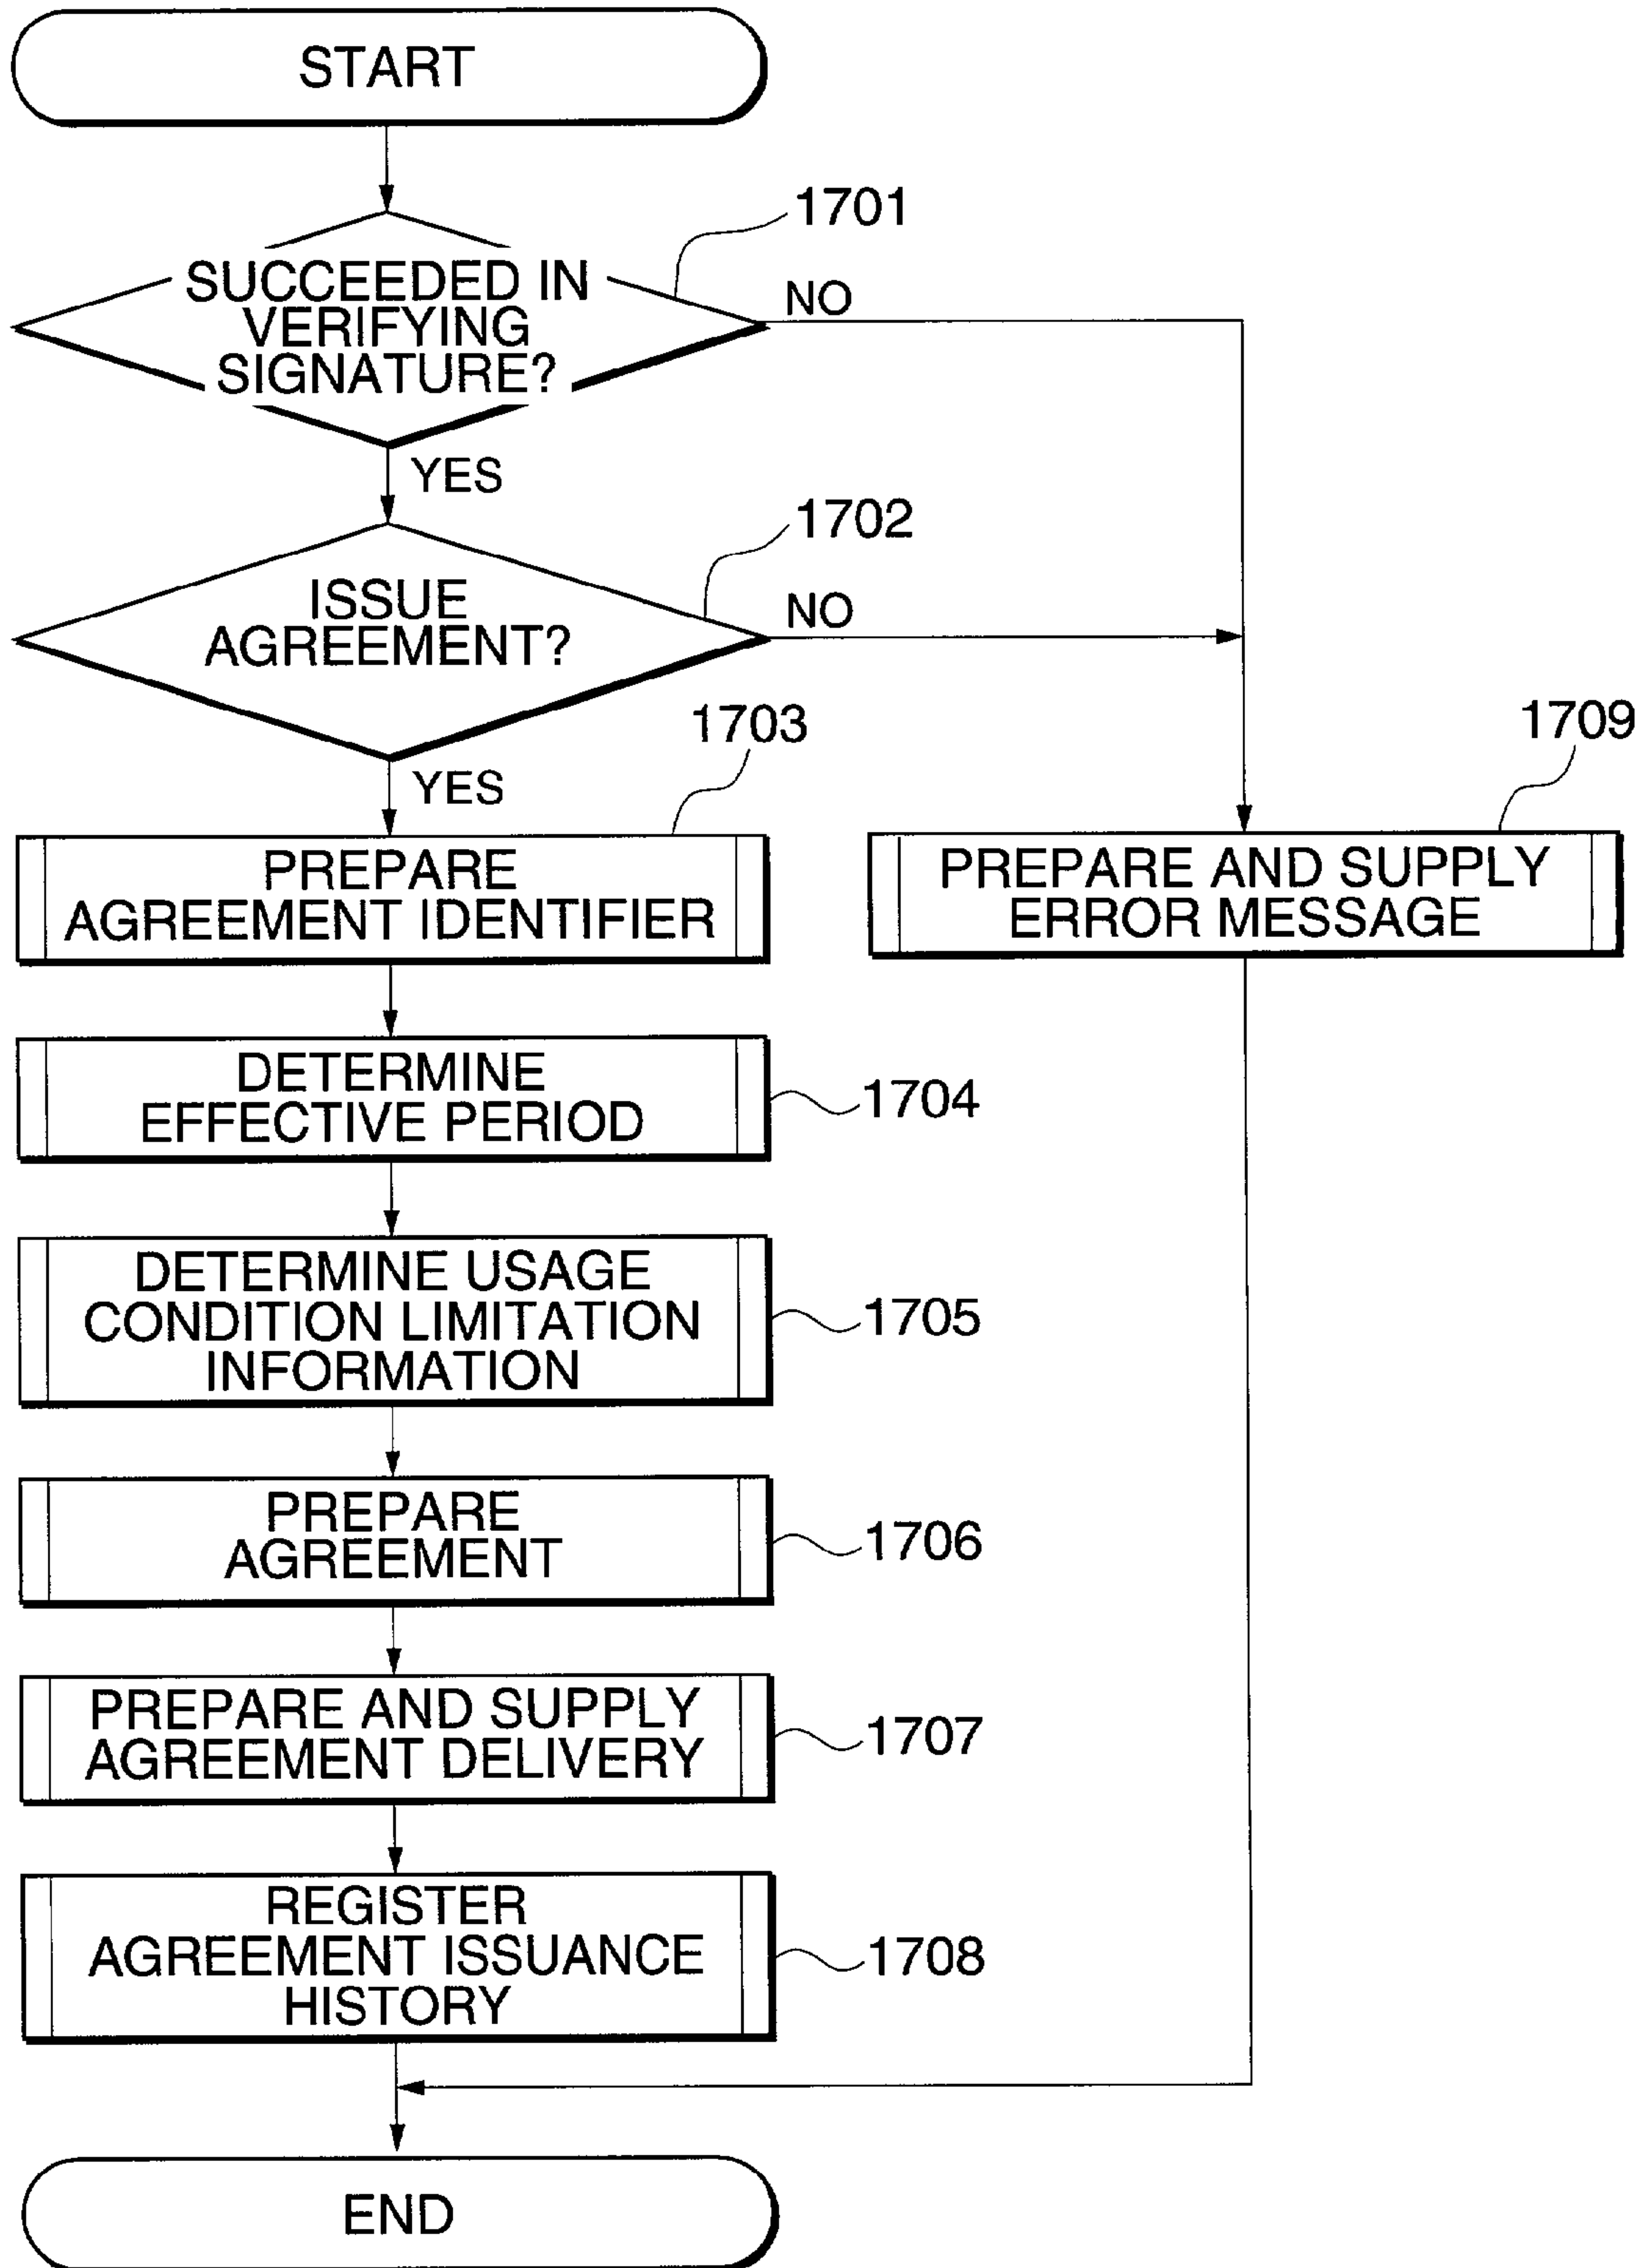 START
1701
SUCCEEDED IN
VERIFYING
SIGNATURE?
NO
YES
1702
ISSUE
AGREEMENT?
NO
YES
1703
PREPARE
AGREEMENT IDENTIFIER
1709
PREPARE AND SUPPLY
ERROR MESSAGE
DETERMINE
EFFECTIVE PERIOD
1704
DETERMINE USAGE
CONDITION LIMITATION
INFORMATION
1705
PREPARE
AGREEMENT
1706
PREPARE AND SUPPLY
AGREEMENT DELIVERY
1707
REGISTER
AGREEMENT ISSUANCE
HISTORY
1708
END